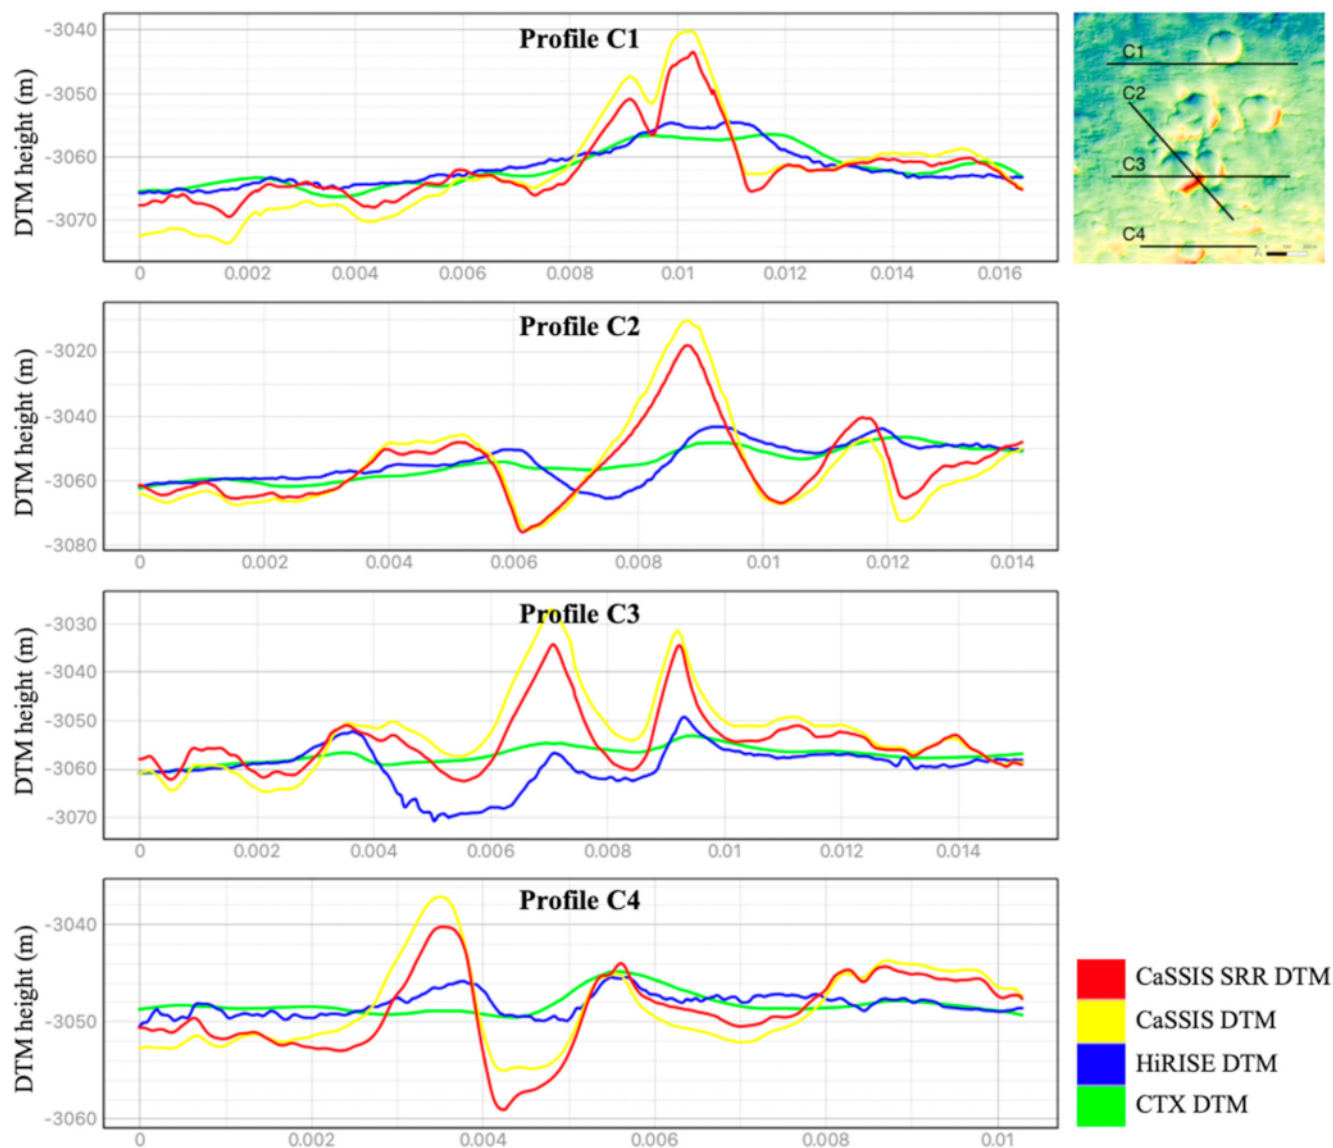 Profile C1
DTM height (m)
-3040
-3050
-3060
-3070
0 0.002 0.004 0.006 0.008 0.01 0.012 0.014 0.016
C1
C2
C3
C4
Profile C2
DTM height (m)
-3020
-3040
-3060
-3080
0 0.002 0.004 0.006 0.008 0.01 0.012 0.014
Profile C3
DTM height (m)
-3030
-3040
-3050
-3060
-3070
0 0.002 0.004 0.006 0.008 0.01 0.012 0.014
Profile C4
DTM height (m)
-3040
-3050
-3060
0 0.002 0.004 0.006 0.008 0.01
CaSSIS SRR DTM
CaSSIS DTM
HiRISE DTM
CTX DTM